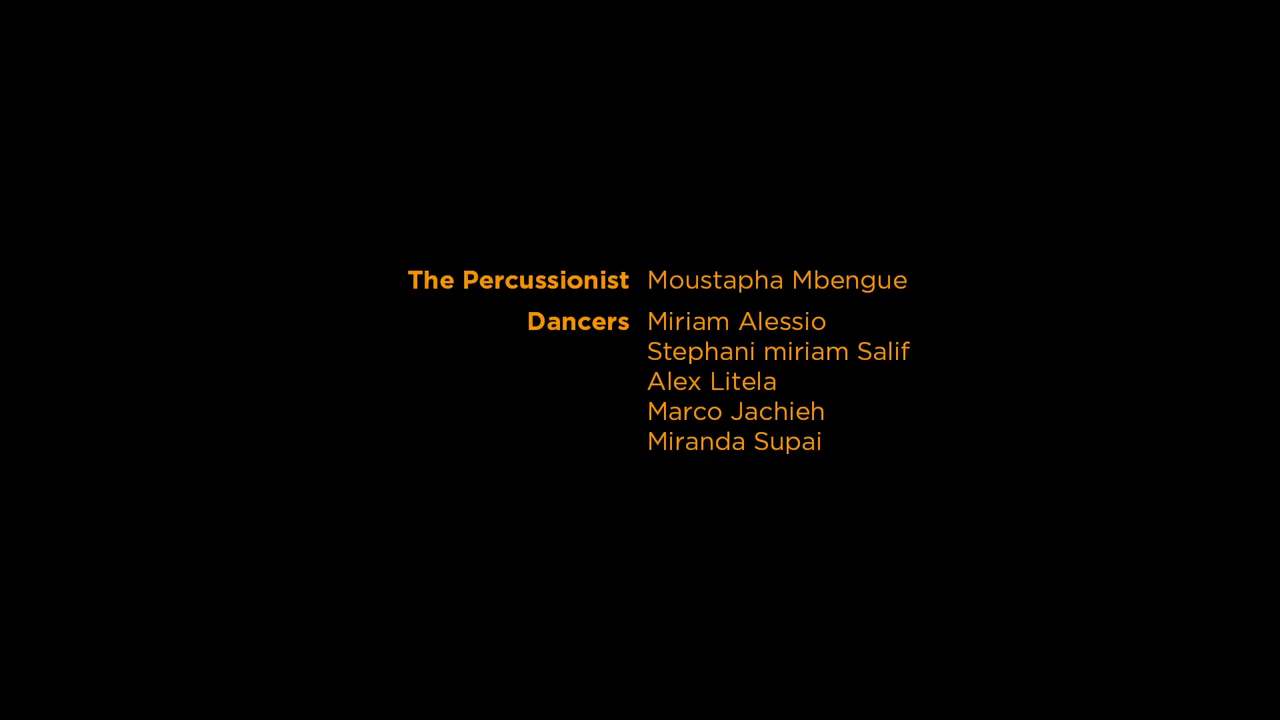 The Percussionist Moustapha Mbengue
Dancers Miriam Alessio
Stephani miriam Salif
Alex Litela
Marco Jachieh
Miranda Supai